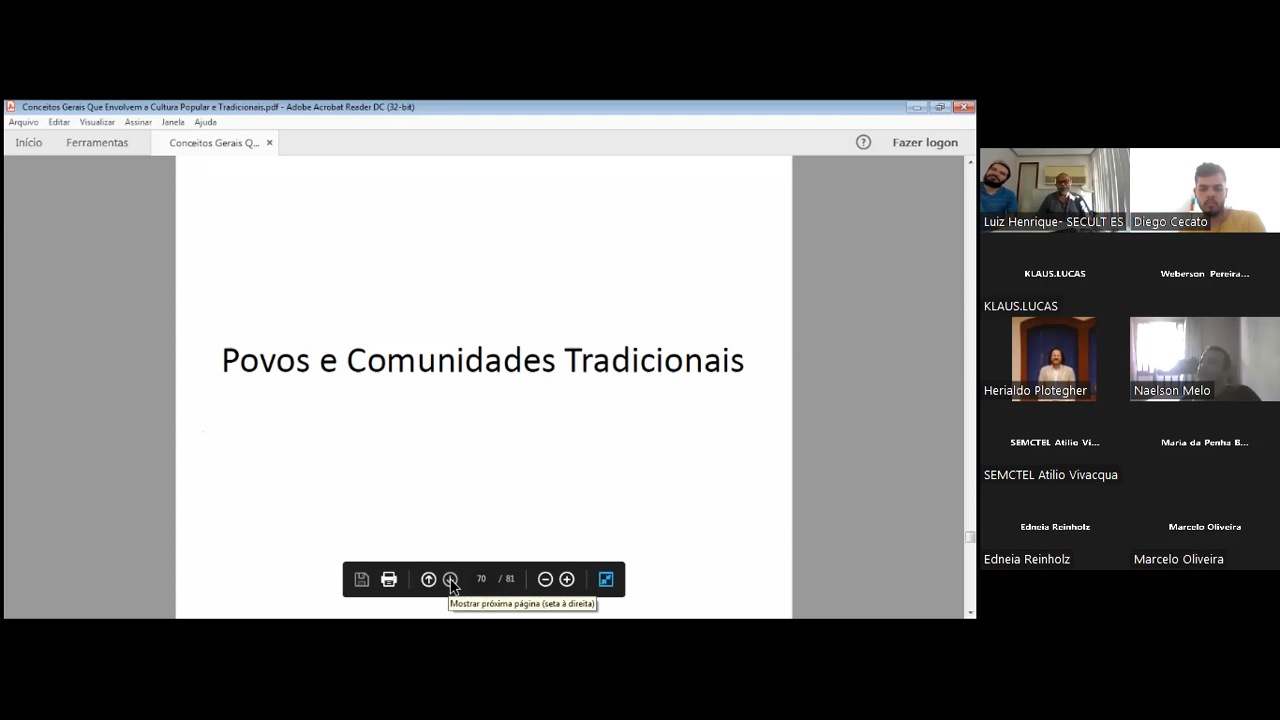 Conceitos Gerais Que Envolvem a Cultura Popular e Tradicionais.pdf - Adobe Acrobat Reader DC (32-bit)
Arquivo Editar Visualizar Assinar Janela Ajuda
Início Ferramentas Conceitos Gerais Q... × ? Fazer logon
Povos e Comunidades Tradicionais
70 / 81
Mostrar próxima página (seta à direita)
Luiz Henrique- SECULT ES Diego Cecato
KLAUS.LUCAS Weberson Pereira...
KLAUS.LUCAS
Herialdo Plotegher Naelson Melo
SEMCTEL Atilio Vi... Maria da Penha B...
SEMCTEL Atilio Vivacqua
Edneia Reinholz Marcelo Oliveira
Edneia Reinholz Marcelo Oliveira